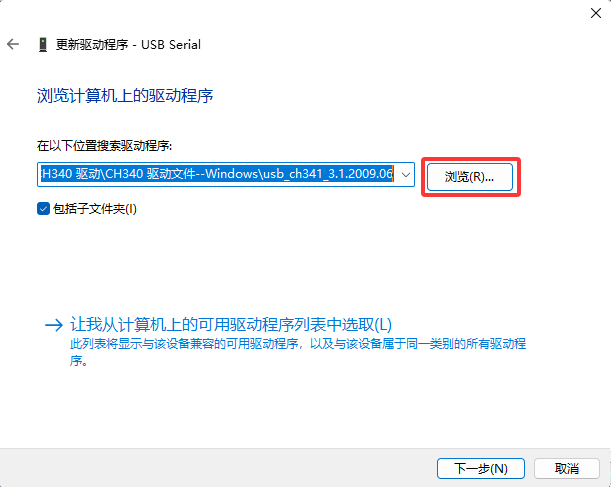 更新驱动程序 - USB Serial
浏览计算机上的驱动程序
在以下位置搜索驱动程序:
H340 驱动\CH340 驱动文件--Windows\usb_ch341_3.1.2009.06
浏览(R)...
包括子文件夹(I)
让我从计算机上的可用驱动程序列表中选取(L)
此列表将显示与该设备兼容的可用驱动程序，以及与该设备属于同一类别的所有驱动程
序。
下一步(N)
取消